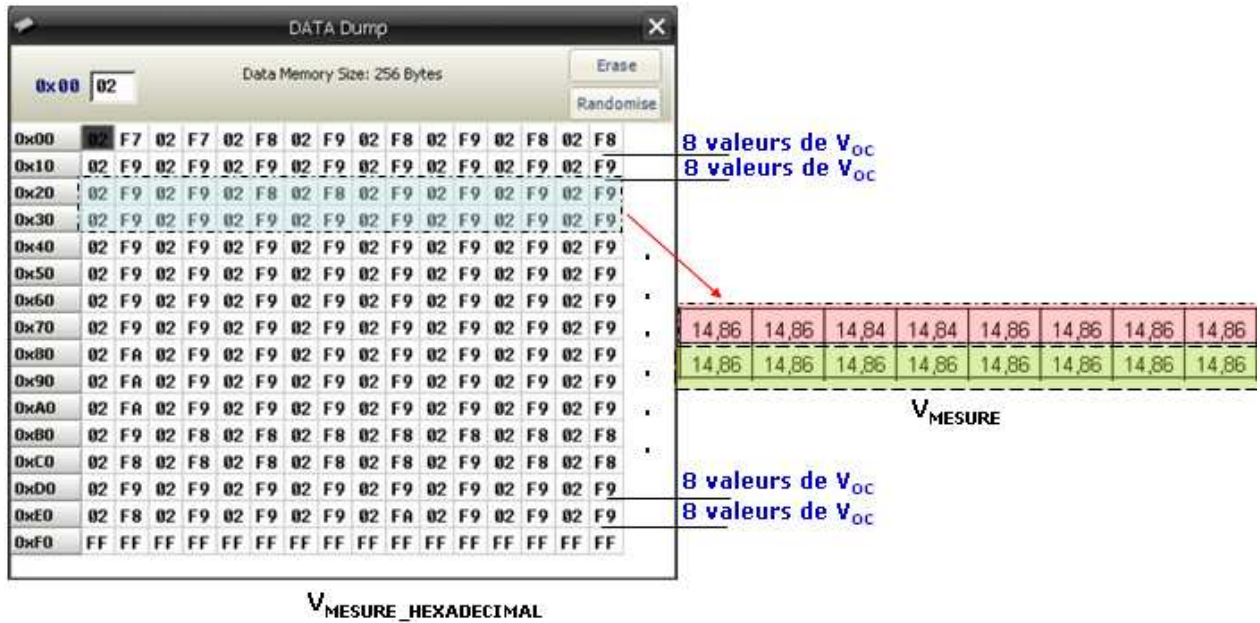 DATA Dump
0x00 02 Data Memory Size: 256 Bytes Erase
Randomise
0x00 02 F7 02 F7 02 F8 02 F9 02 F8 02 F9 02 F8 02 F8
8 valeurs de VOC
0x10 02 F9 02 F9 02 F9 02 F9 02 F9 02 F9 02 F9 02 F9
8 valeurs de VOC
0x20 02 F9 02 F9 02 F8 02 F8 02 F9 02 F9 02 F9 02 F9
0x30 02 F9 02 F9 02 F9 02 F9 02 F9 02 F9 02 F9 02 F9
0x40 02 F9 02 F9 02 F9 02 F9 02 F9 02 F9 02 F9 02 F9
0x50 02 F9 02 F9 02 F9 02 F9 02 F9 02 F9 02 F9 02 F9
0x60 02 F9 02 F9 02 F9 02 F9 02 F9 02 F9 02 F9 02 F9
0x70 02 F9 02 F9 02 F9 02 F9 02 F9 02 F9 02 F9 02 F9
14,86 14,86 14,84 14,84 14,86 14,86 14,86 14,86
0x80 02 FA 02 F9 02 F9 02 F9 02 F9 02 F9 02 F9 02 F9
14,86 14,86 14,86 14,86 14,86 14,86 14,86 14,86
0x90 02 FA 02 F9 02 F9 02 F9 02 F9 02 F9 02 F9 02 F9
0xA0 02 FA 02 F9 02 F9 02 F9 02 F9 02 F9 02 F9 02 F9
VMESURE
0xB0 02 F9 02 F8 02 F8 02 F8 02 F8 02 F8 02 F8 02 F8
0xC0 02 F8 02 F8 02 F8 02 F8 02 F8 02 F9 02 F8 02 F8
0xD0 02 F9 02 F9 02 F9 02 F9 02 F9 02 F9 02 F9 02 F9
8 valeurs de VOC
0xE0 02 F8 02 F9 02 F9 02 F9 02 FA 02 F9 02 F9 02 F9
8 valeurs de VOC
0xF0 FF FF FF FF FF FF FF FF FF FF FF FF FF FF FF FF
VMESURE_HEXADECIMAL